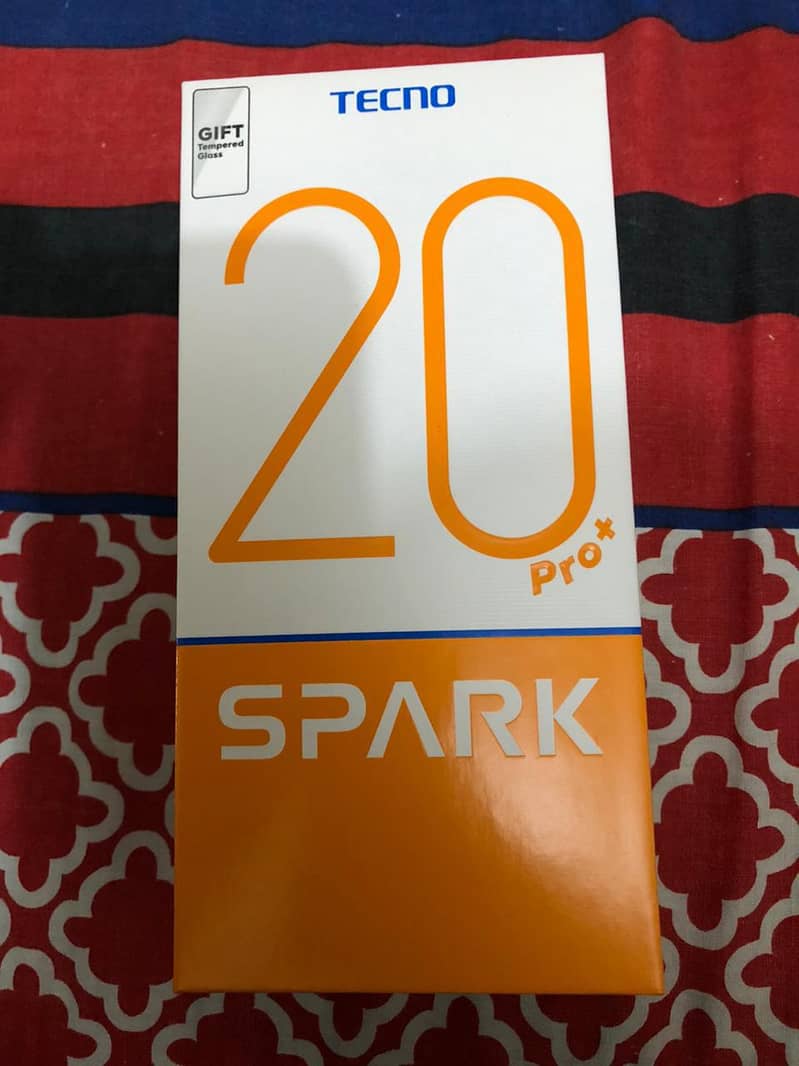 TECNO
GIFT
Tempered
Glass
20
Pro+
SPARK